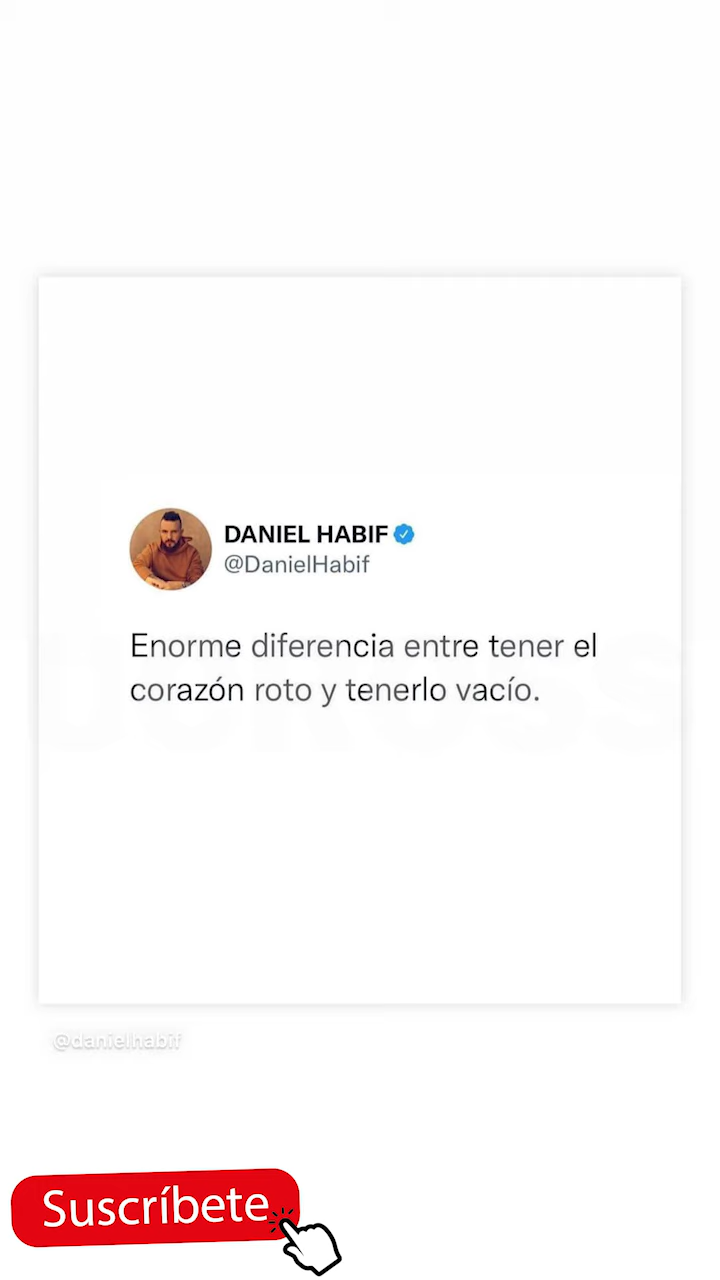 DANIEL HABIF
@DanielHabif
Enorme diferencia entre tener el
corazón roto y tenerlo vacío.
@danielhabif
Suscríbete